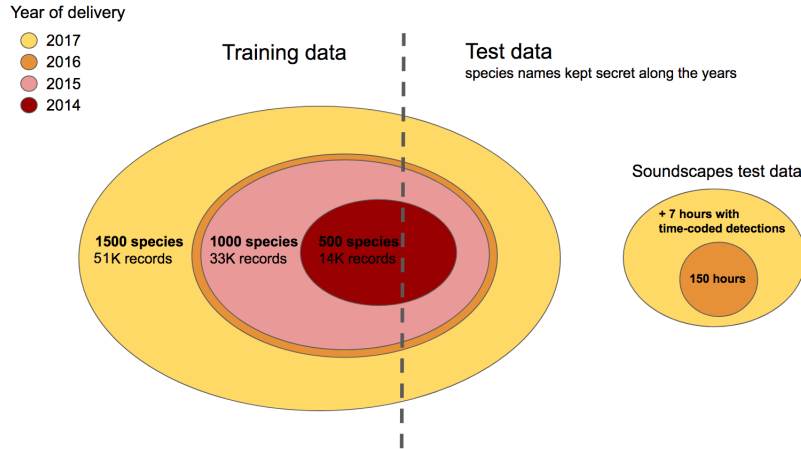 Year of delivery
2017
2016
2015
2014
Training data
Test data
species names kept secret along the years
1500 species
51K records
1000 species
33K records
500 species
14K records
Soundscapes test data
+ 7 hours with
time-coded detections
150 hours